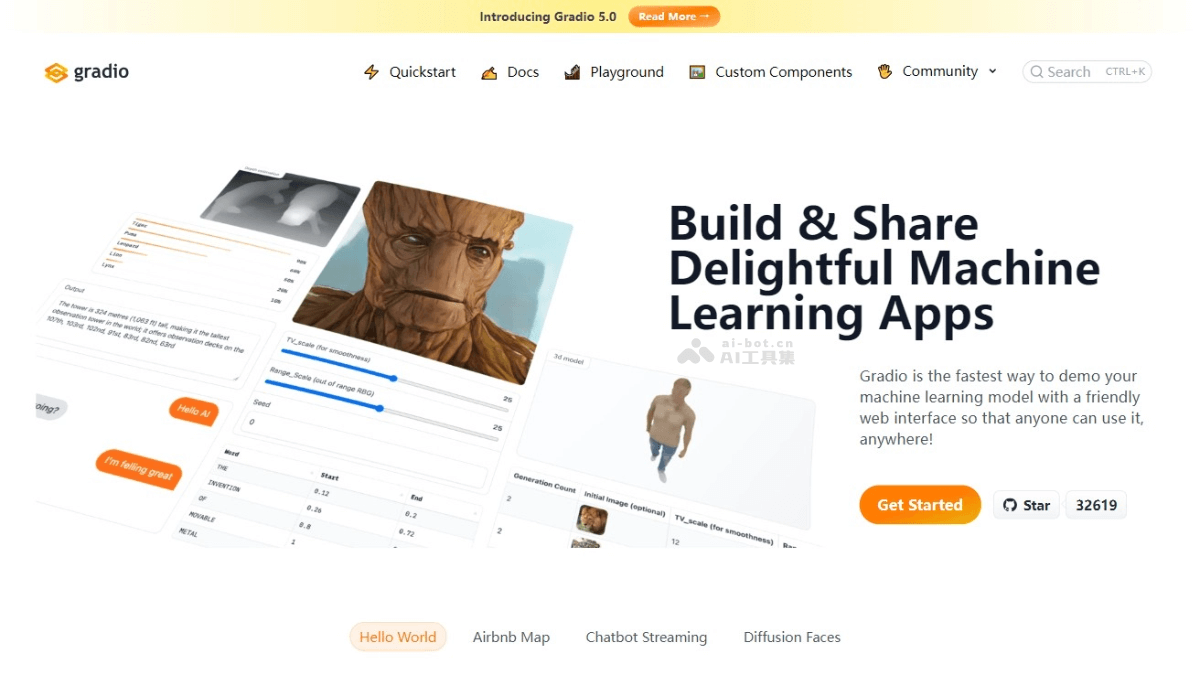 Introducing Gradio 5.0
Read More →
gradio
Quickstart
Docs
Playground
Custom Components
Community
Search
CTRL+K
Build & Share
Delightful Machine
Learning Apps
ai-bot.cn
AI工具集
Gradio is the fastest way to demo your
machine learning model with a friendly
web interface so that anyone can use it,
anywhere!
Get Started
Star
32619
Tiger
Puma
Leopard
Lion
Lynx
Output
The tower is 324 metres (1,063 ft) tall, making it the tallest
observation tower in the world, it offers observation decks on the
107th, 103rd, 102nd, 91st, 83rd, 82nd, 63rd
oing?
Hello AI
I'm felling great
TV_scale (for smoothness)
25
Range_Scale (out of range RBG)
25
Seed
0
Word Start End
THE 0.12 0.2
INVENTION 0.26 0.72
OF 0.8
MOVABLE 1
METAL
3d model
Generation Count Initial Image (optional) TV_scale (for smoothness)
2
12
2
Hello World
Airbnb Map
Chatbot Streaming
Diffusion Faces